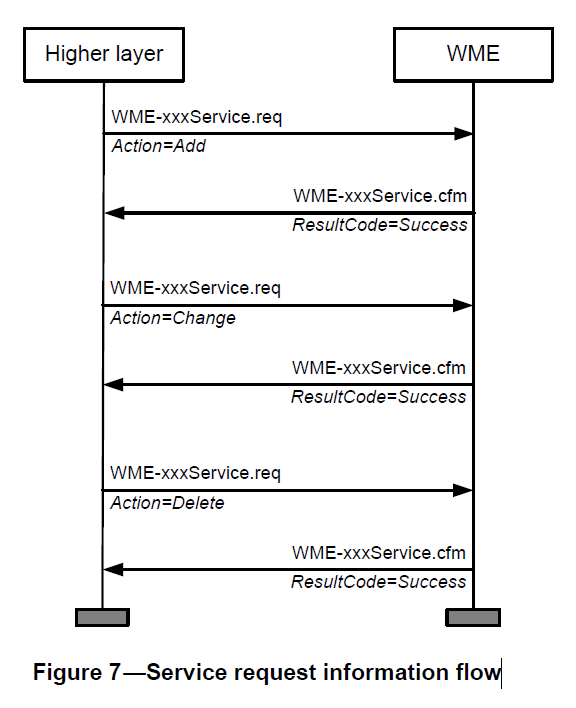 Higher layer
WME
WME-xxxService.req
Action=Add
WME-xxxService.cfm
ResultCode=Success
WME-xxxService.req
Action=Change
WME-xxxService.cfm
ResultCode=Success
WME-xxxService.req
Action=Delete
WME-xxxService.cfm
ResultCode=Success
Figure 7—Service request information flow